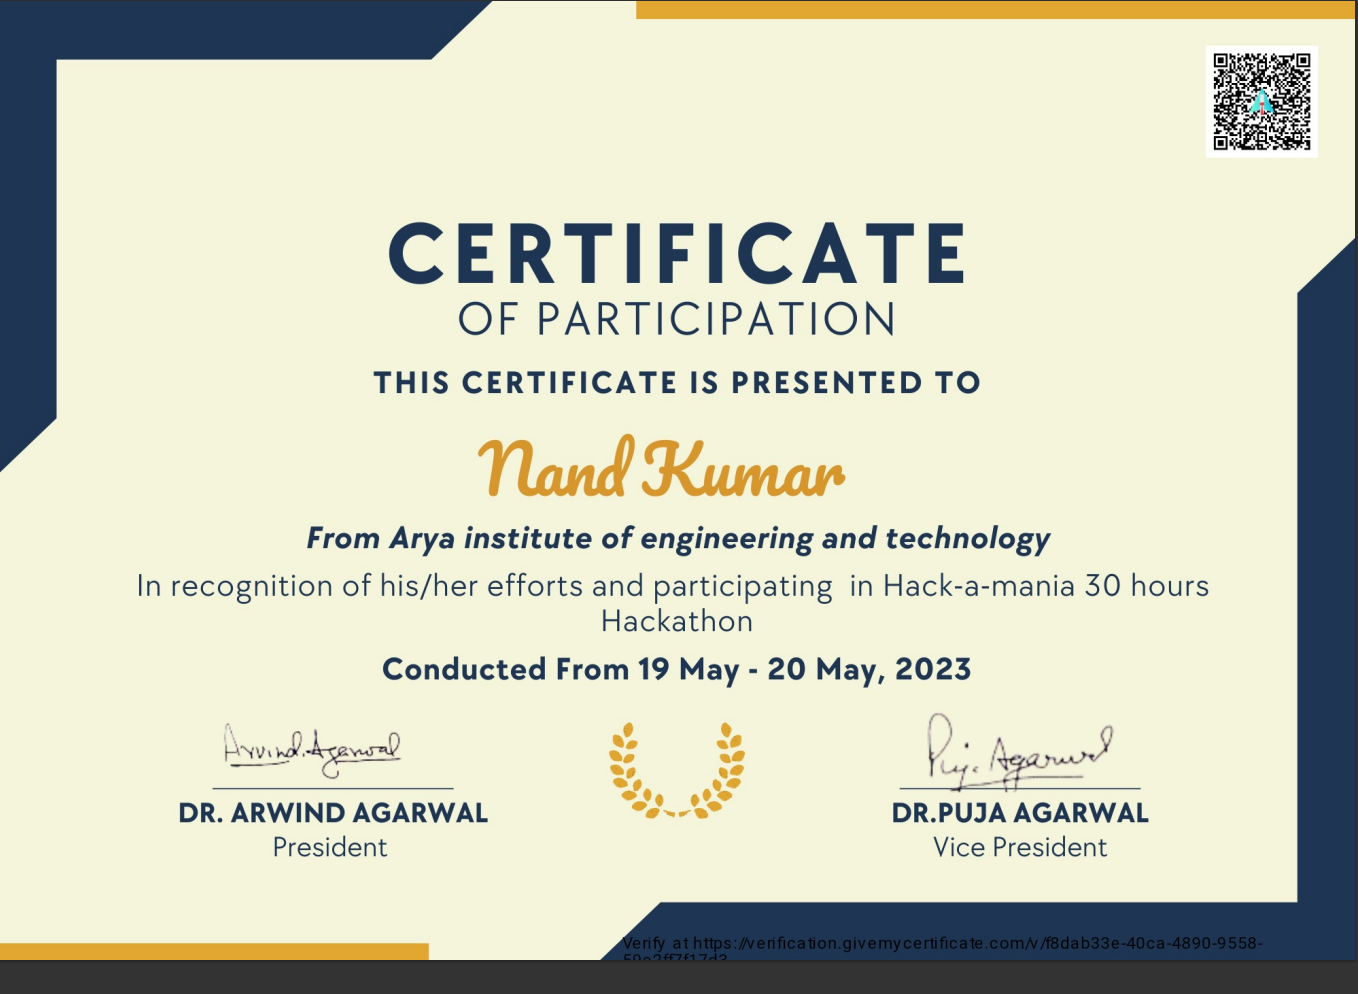 CERTIFICATE
OF PARTICIPATION
THIS CERTIFICATE IS PRESENTED TO
Nand Kumar
From Arya institute of engineering and technology
In recognition of his/her efforts and participating  in Hack-a-mania 30 hours
Hackathon
Conducted From 19 May - 20 May, 2023
Arvind Agarwal
Puja Agarwal
DR. ARWIND AGARWAL
DR.PUJA AGARWAL
President
Vice President
Verify at https://verification.givemycertificate.com/v/f8dab33e-40ca-4890-9558-